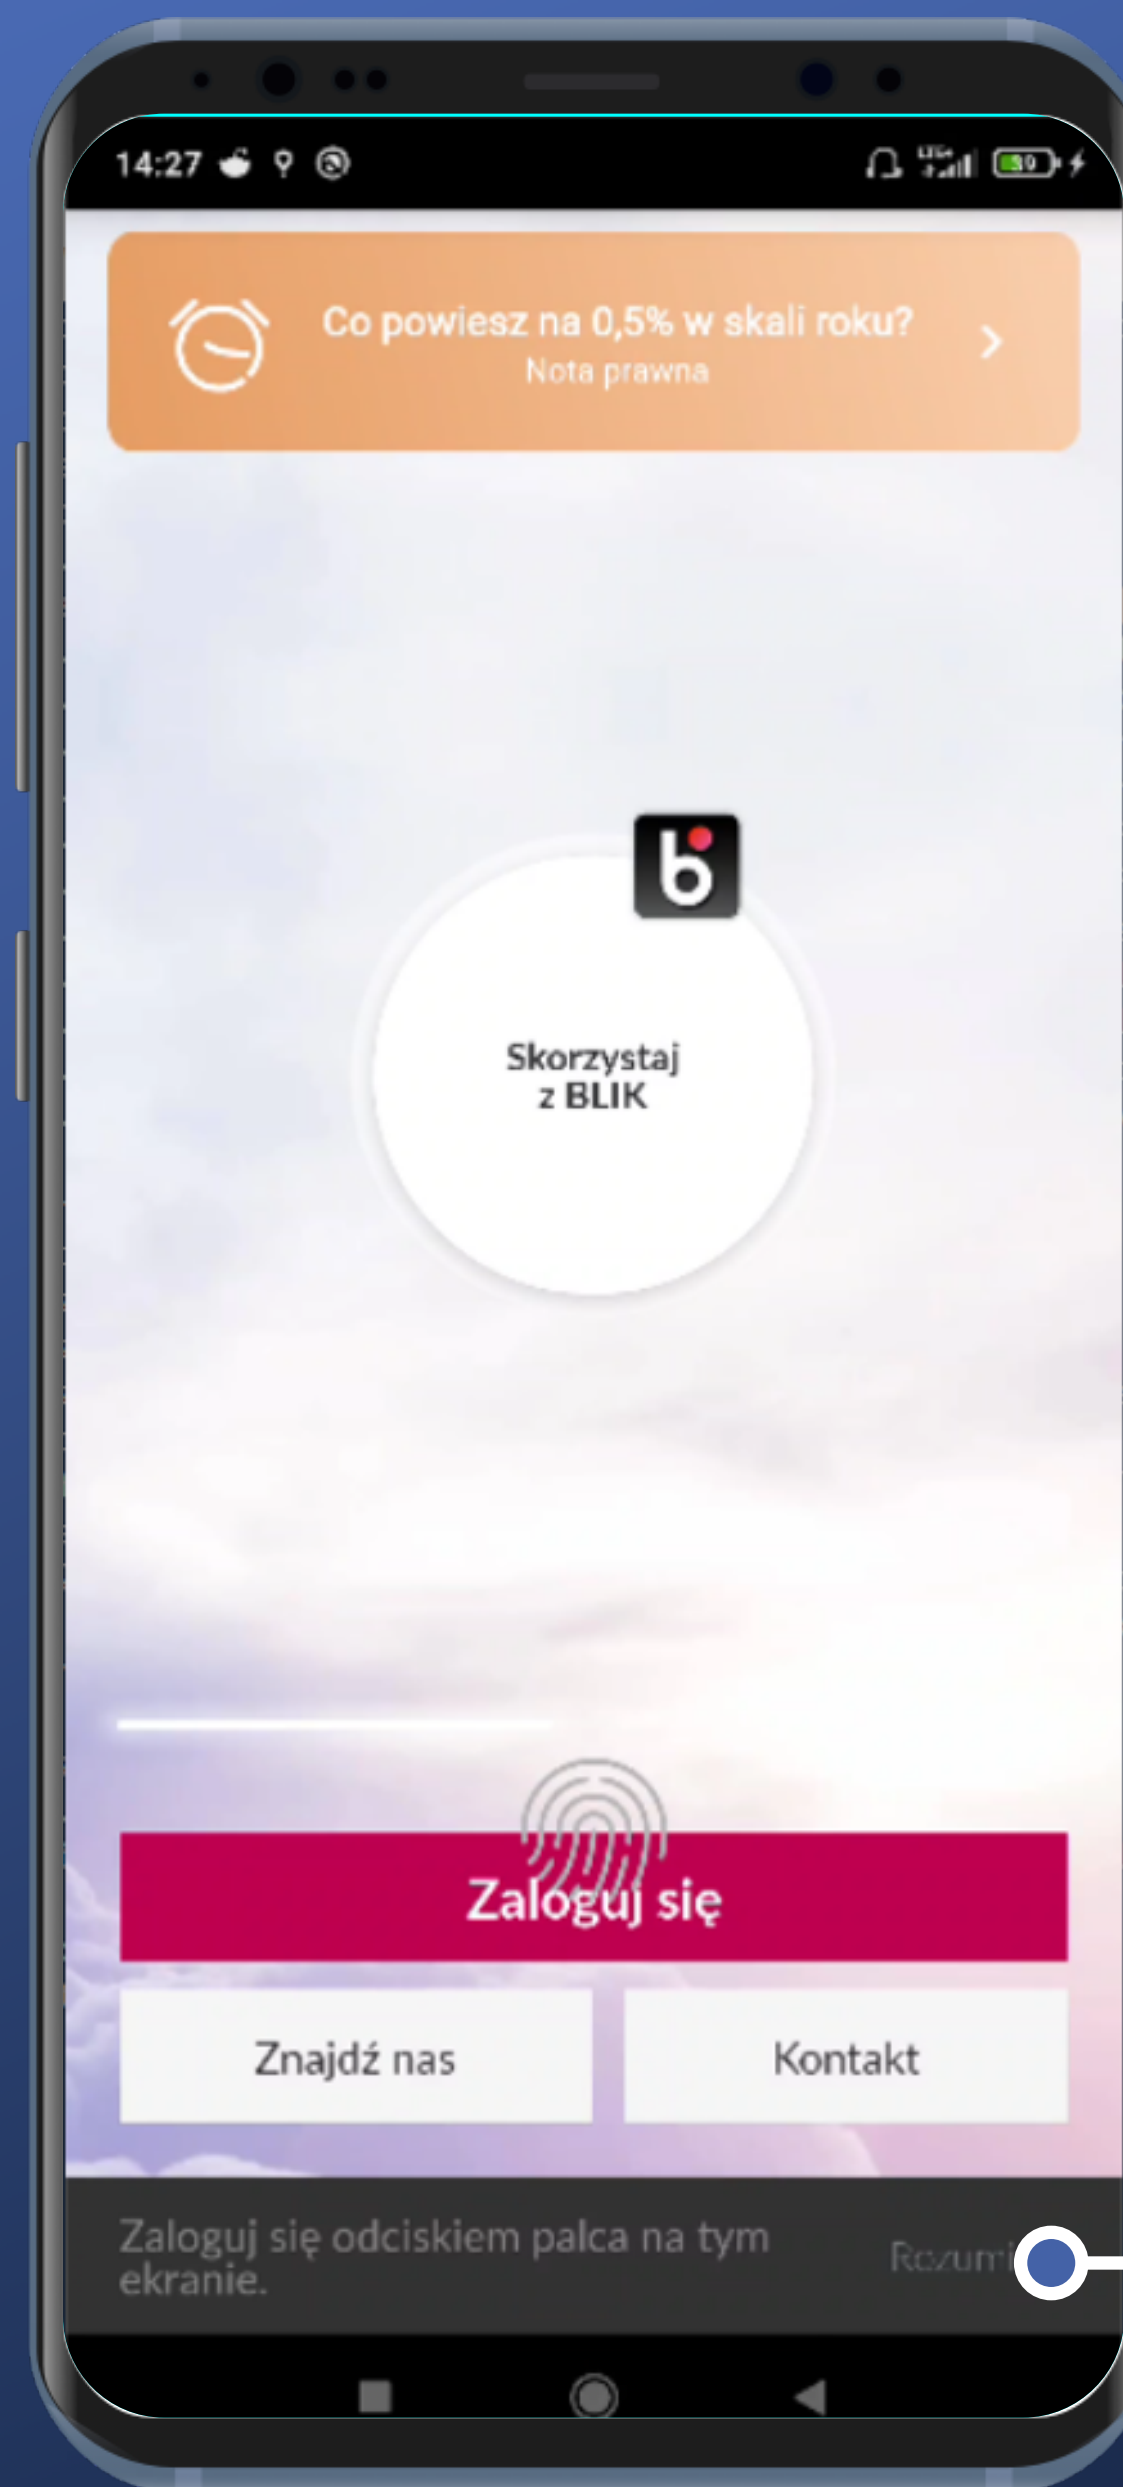 14:27
Co powiesz na 0,5% w skali roku?
Nota prawna
b
Skorzystaj
z BLIK
Zaloguj się
Znajdź nas
Kontakt
Zaloguj się odciskiem palca na tym
ekranie.